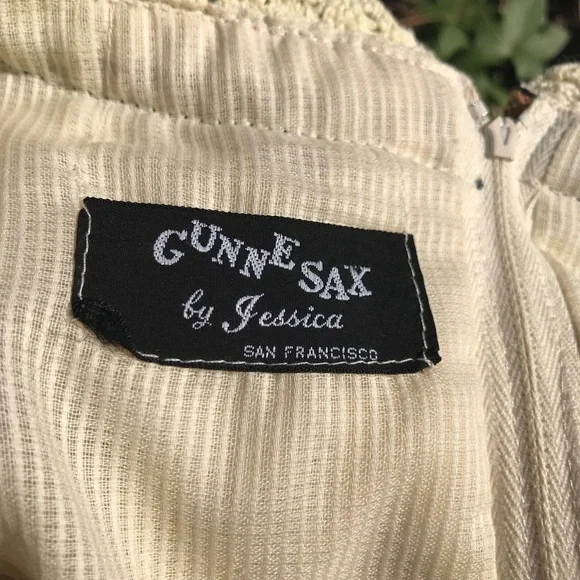 GUNNE SAX
by Jessica
SAN FRANCISCO